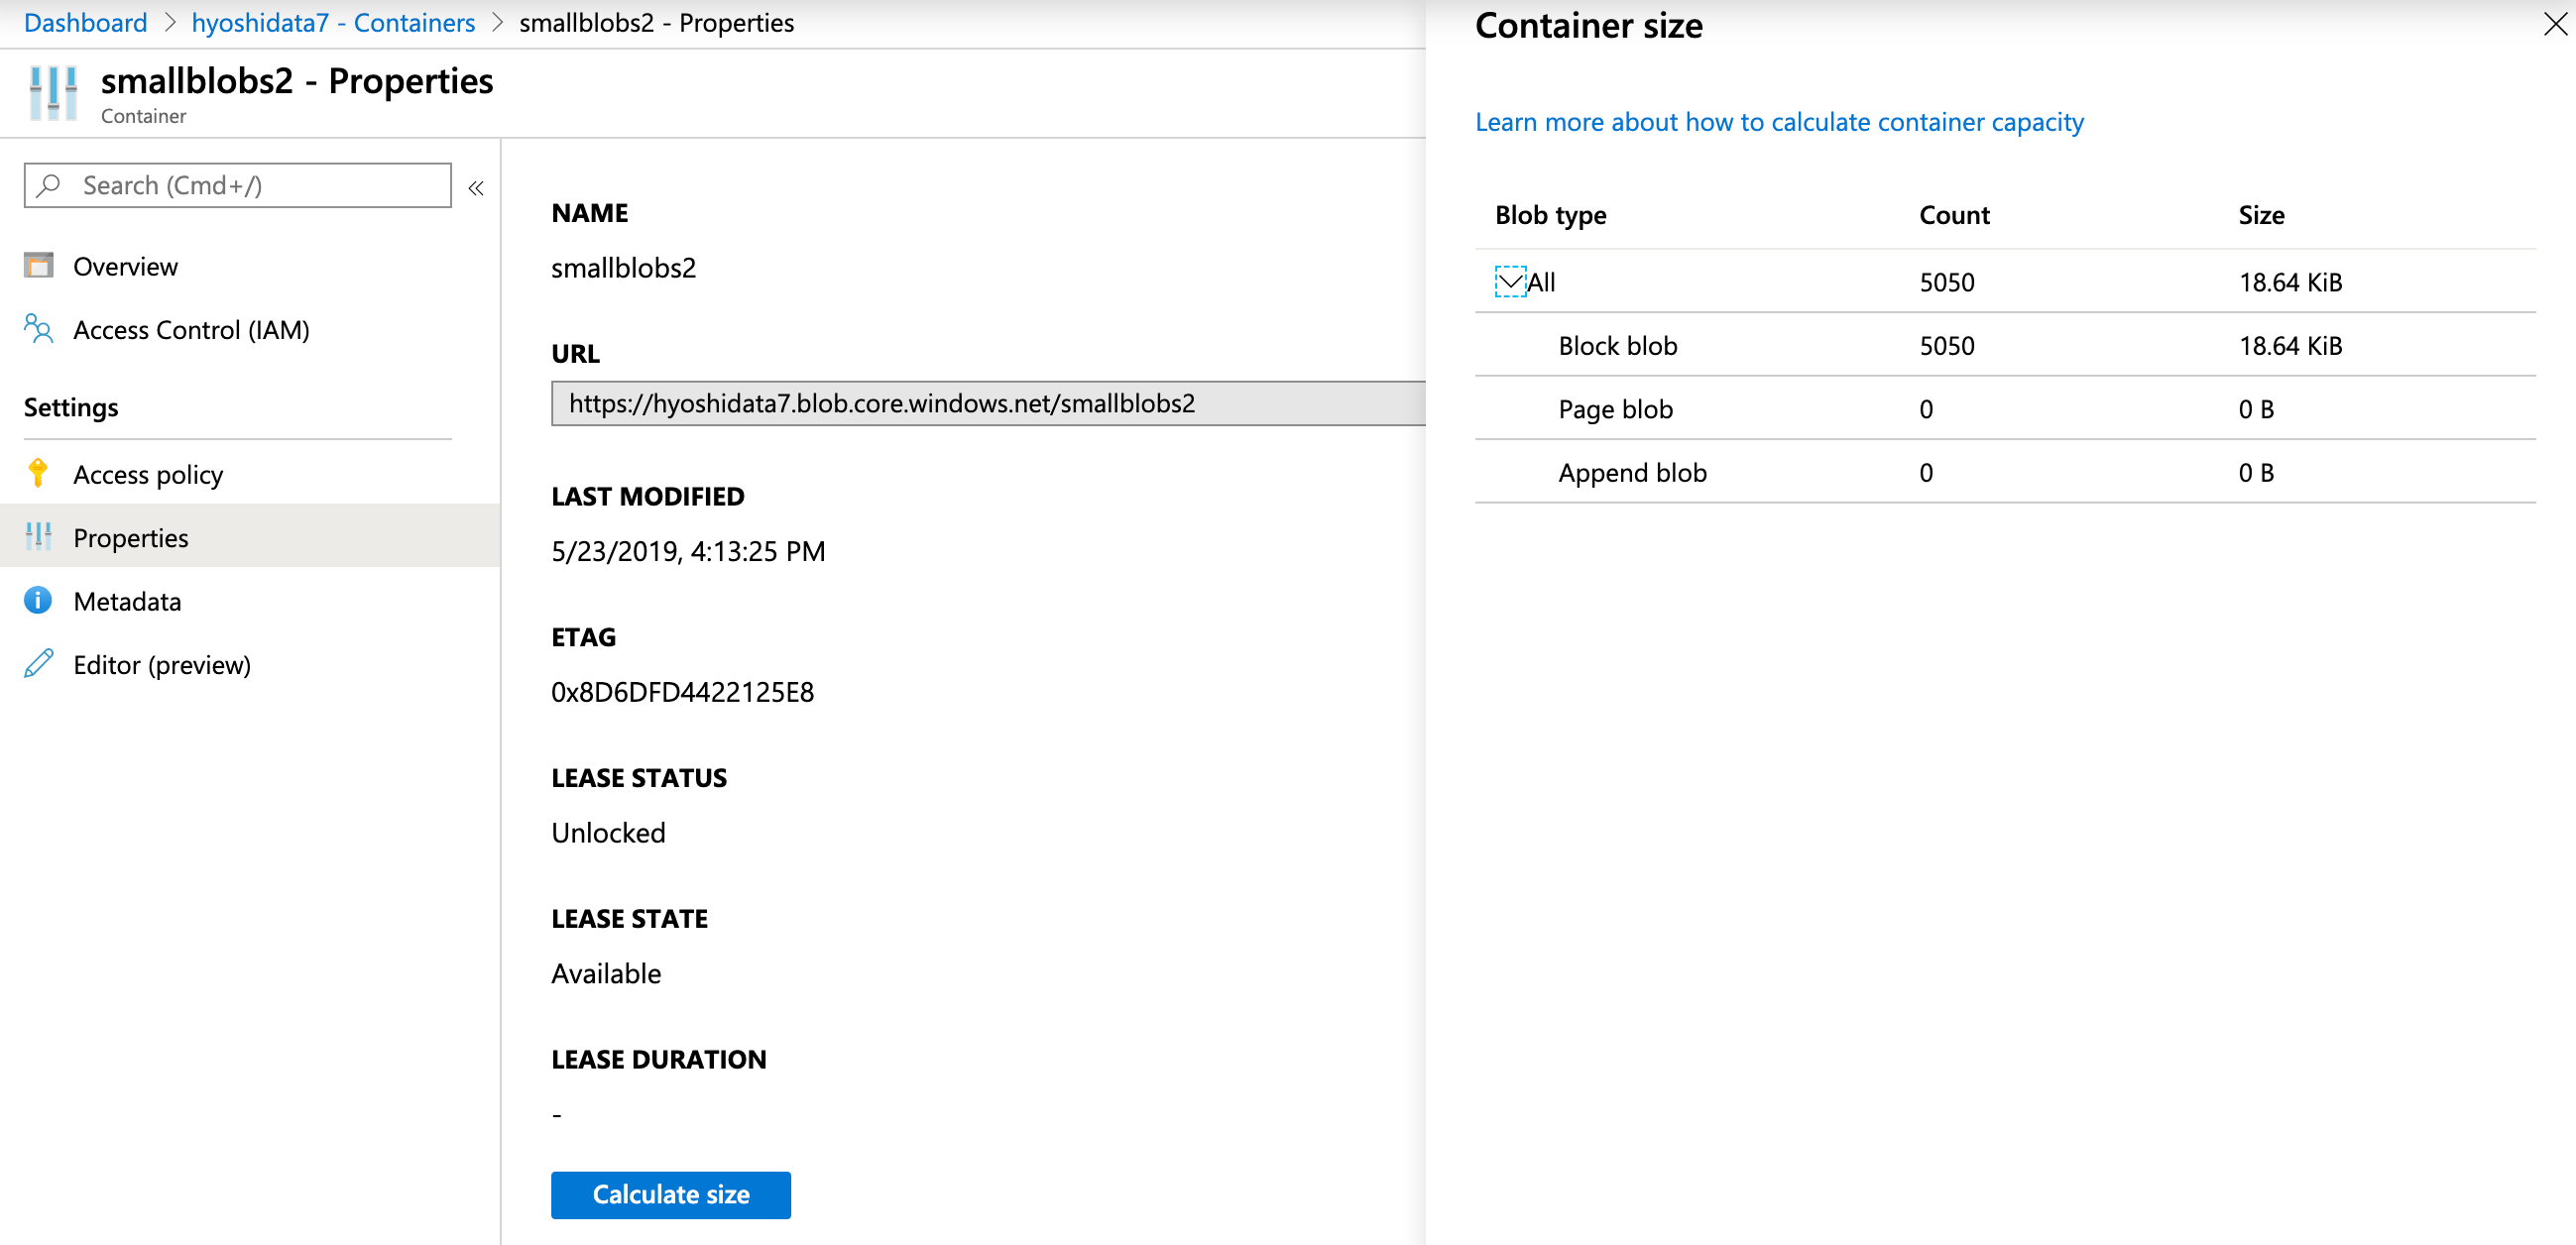 Dashboard > hyoshidata7 - Containers > smallblobs2 - Properties
smallblobs2 - Properties
Container
Search (Cmd+/)
«
Overview
Access Control (IAM)
Settings
Access policy
Properties
Metadata
Editor (preview)
NAME
smallblobs2
URL
https://hyoshidata7.blob.core.windows.net/smallblobs2
LAST MODIFIED
5/23/2019, 4:13:25 PM
ETAG
0x8D6DFD4422125E8
LEASE STATUS
Unlocked
LEASE STATE
Available
LEASE DURATION
-
Calculate size
Container size
Learn more about how to calculate container capacity
Blob type Count Size
All 5050 18.64 KiB
Block blob 5050 18.64 KiB
Page blob 0 0 B
Append blob 0 0 B